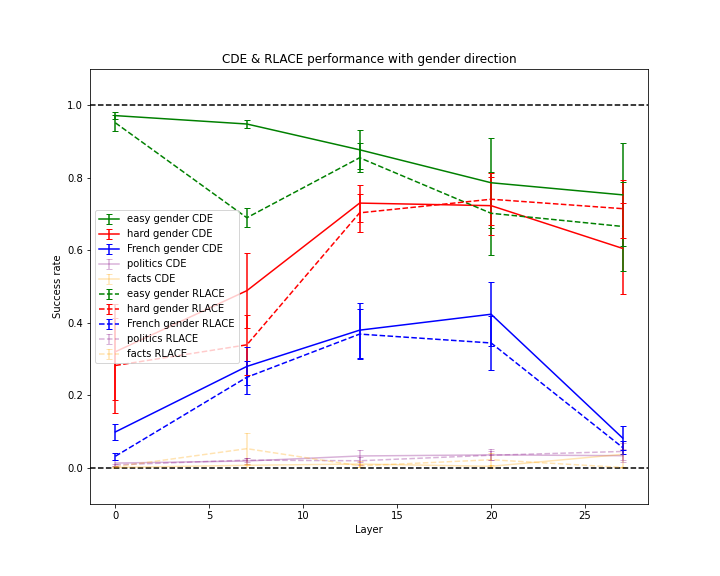 CDE & RLACE performance with gender direction
1.0
0.8
0.6
0.4
0.2
0.0
Success rate
easy gender CDE
hard gender CDE
French gender CDE
politics CDE
facts CDE
easy gender RLACE
hard gender RLACE
French gender RLACE
politics RLACE
facts RLACE
0 5 10 15 20 25
Layer